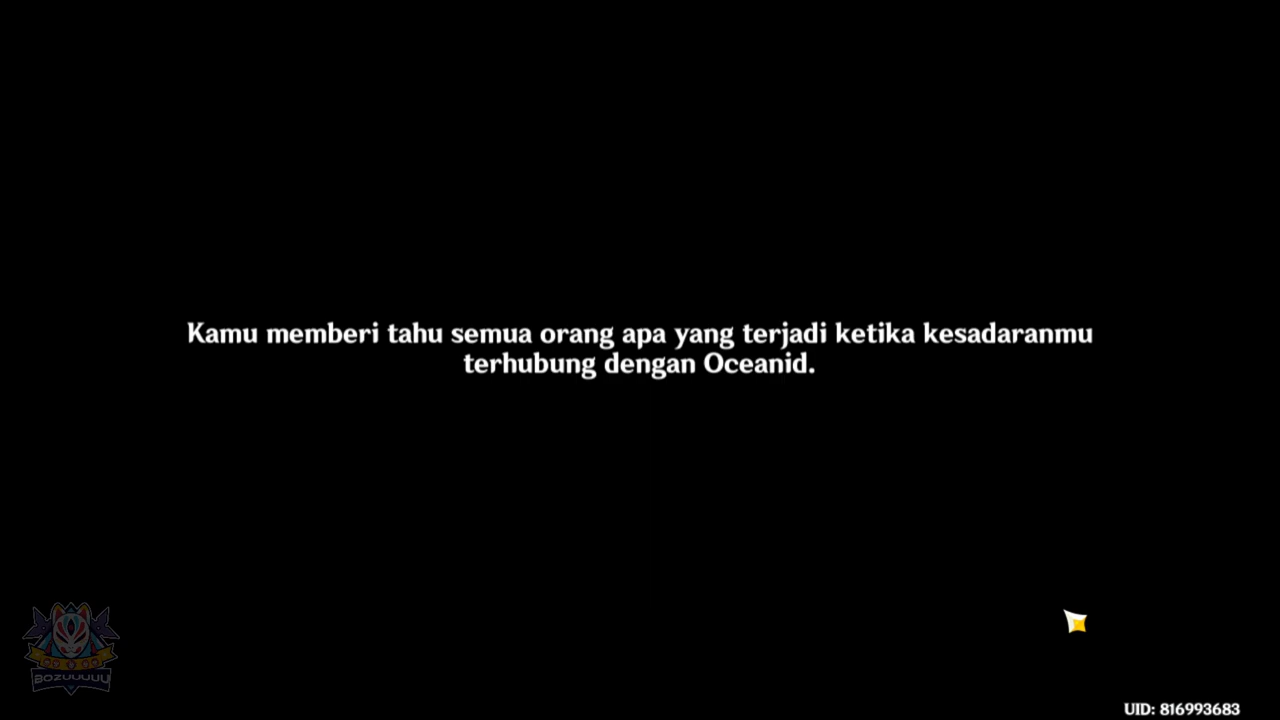 Kamu memberi tahu semua orang apa yang terjadi ketika kesadaranmu
terhubung dengan Oceanid.
BOZUUUUU
UID: 816993683